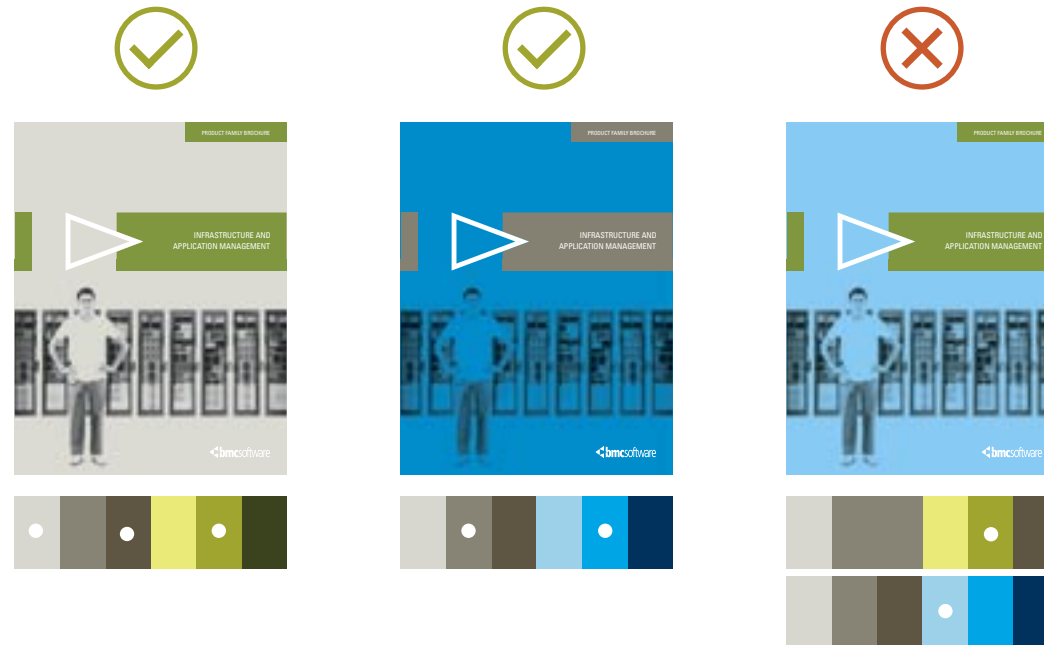 PRODUCT FAMILY BROCHURE
INFRASTRUCTURE AND
APPLICATION MANAGEMENT
bmcsoftware
PRODUCT FAMILY BROCHURE
INFRASTRUCTURE AND
APPLICATION MANAGEMENT
bmcsoftware
PRODUCT FAMILY BROCHURE
INFRASTRUCTURE AND
APPLICATION MANAGEMENT
bmcsoftware